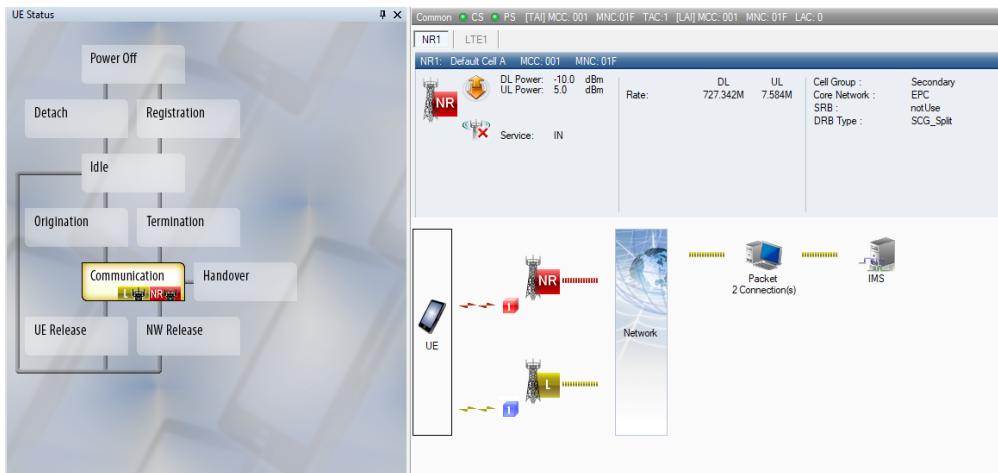 UE Status
Power Off
Detach
Registration
Idle
Origination
Termination
Communication
L NR
Handover
UE Release
NW Release
Common CS PS [TAI] MCC: 001 MNC:01F TAC:1 [LAI] MCC: 001 MNC: 01F LAC: 0
NR1 LTE1
NR1: Default Cell A MCC: 001 MNC: 01F
NR
DL Power: -10.0 dBm
UL Power: 5.0 dBm
Service: IN
DL UL
Rate: 727.342M 7.584M
Cell Group : Secondary
Core Network : EPC
SRB : notUse
DRB Type : SCG_Split
NR
1
UE
L
1
Network
Packet
2 Connection(s)
IMS